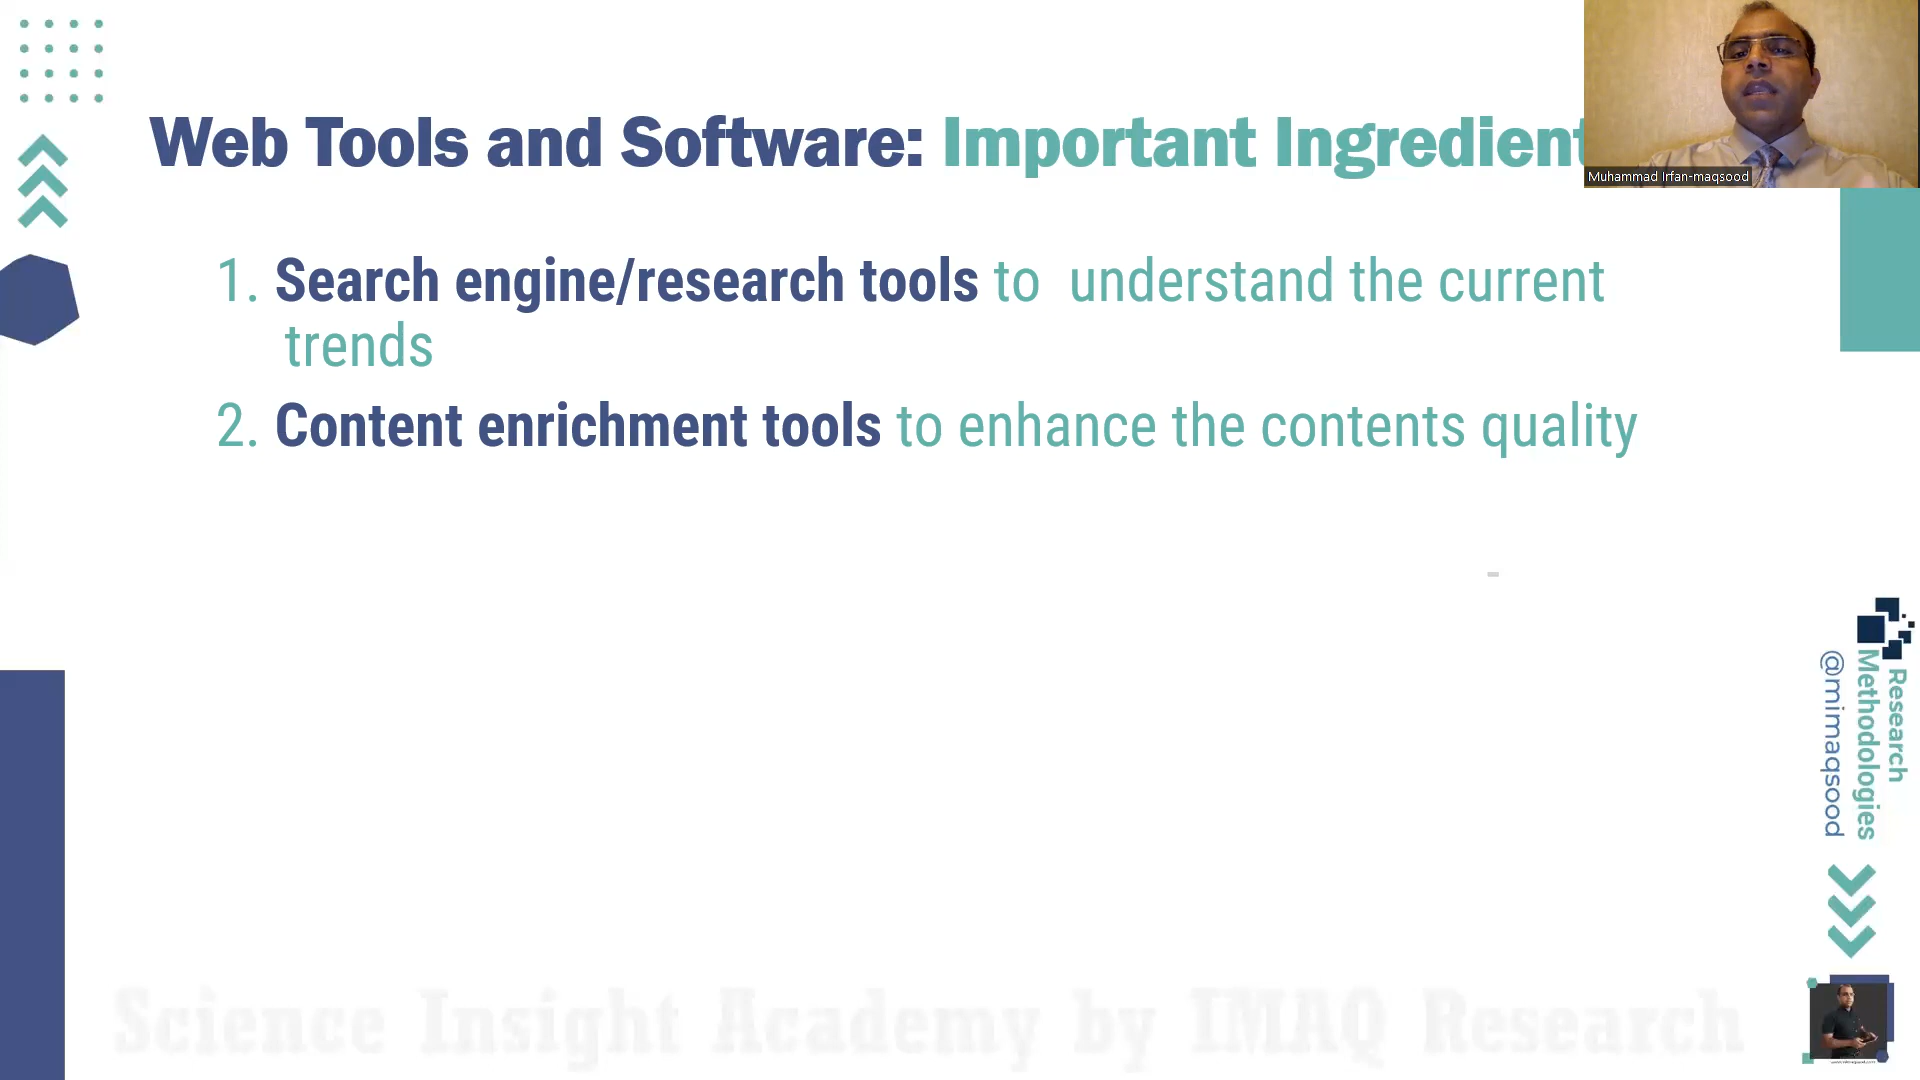 Web Tools and Software: Important Ingredient
Muhammad Irfan-maqsood
1. Search engine/research tools to understand the current
trends
2. Content enrichment tools to enhance the contents quality
Research
Methodologies
@mimaqsood
Science Insight Academy by IMAQ Research